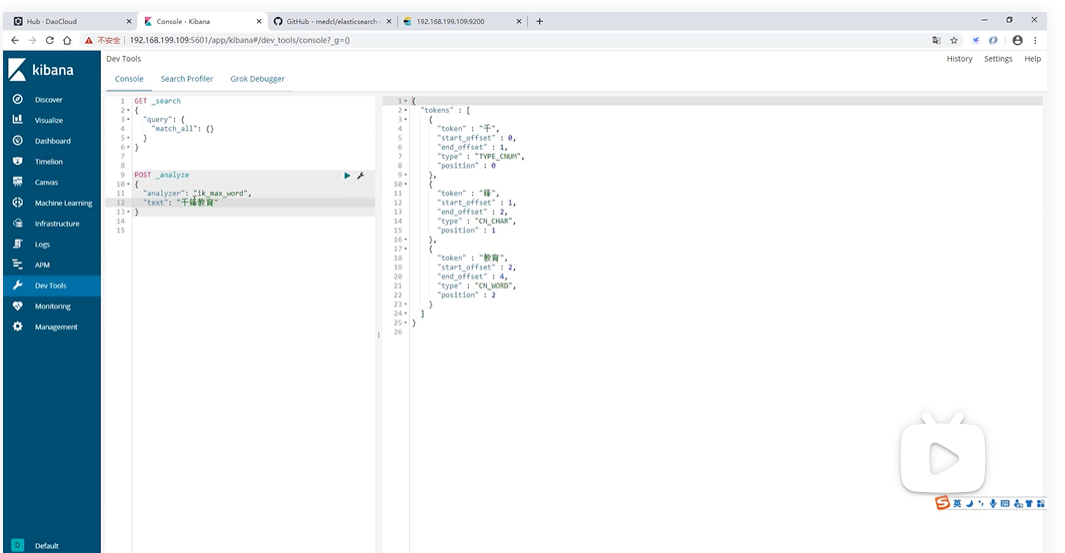 Hub - DaoCloud
Console - Kibana
GitHub - medcl/elasticsearch-
192.168.199.109:9200
不安全 192.168.199.109:5601/app/kibana#/dev_tools/console?_g=()
kibana
Discover
Visualize
Dashboard
Timelion
Canvas
Machine Learning
Infrastructure
Logs
APM
Dev Tools
Monitoring
Management
D Default
Dev Tools
History Settings Help
Console Search Profiler Grok Debugger
1 GET _search
2 {
3 "query": {
4 "match_all": {}
5 }
6 }
7
8
9 POST _analyze
10 {
11 "analyzer": "ik_max_word",
12 "text": "千锋教育"
13 }
14
15
1 {
2 "tokens" : [
3 {
4 "token" : "千",
5 "start_offset" : 0,
6 "end_offset" : 1,
7 "type" : "TYPE_CNUM",
8 "position" : 0
9 },
10 {
11 "token" : "锋",
12 "start_offset" : 1,
13 "end_offset" : 2,
14 "type" : "CN_CHAR",
15 "position" : 1
16 },
17 {
18 "token" : "教育",
19 "start_offset" : 2,
20 "end_offset" : 4,
21 "type" : "CN_WORD",
22 "position" : 2
23 }
24 ]
25 }
26
S 英